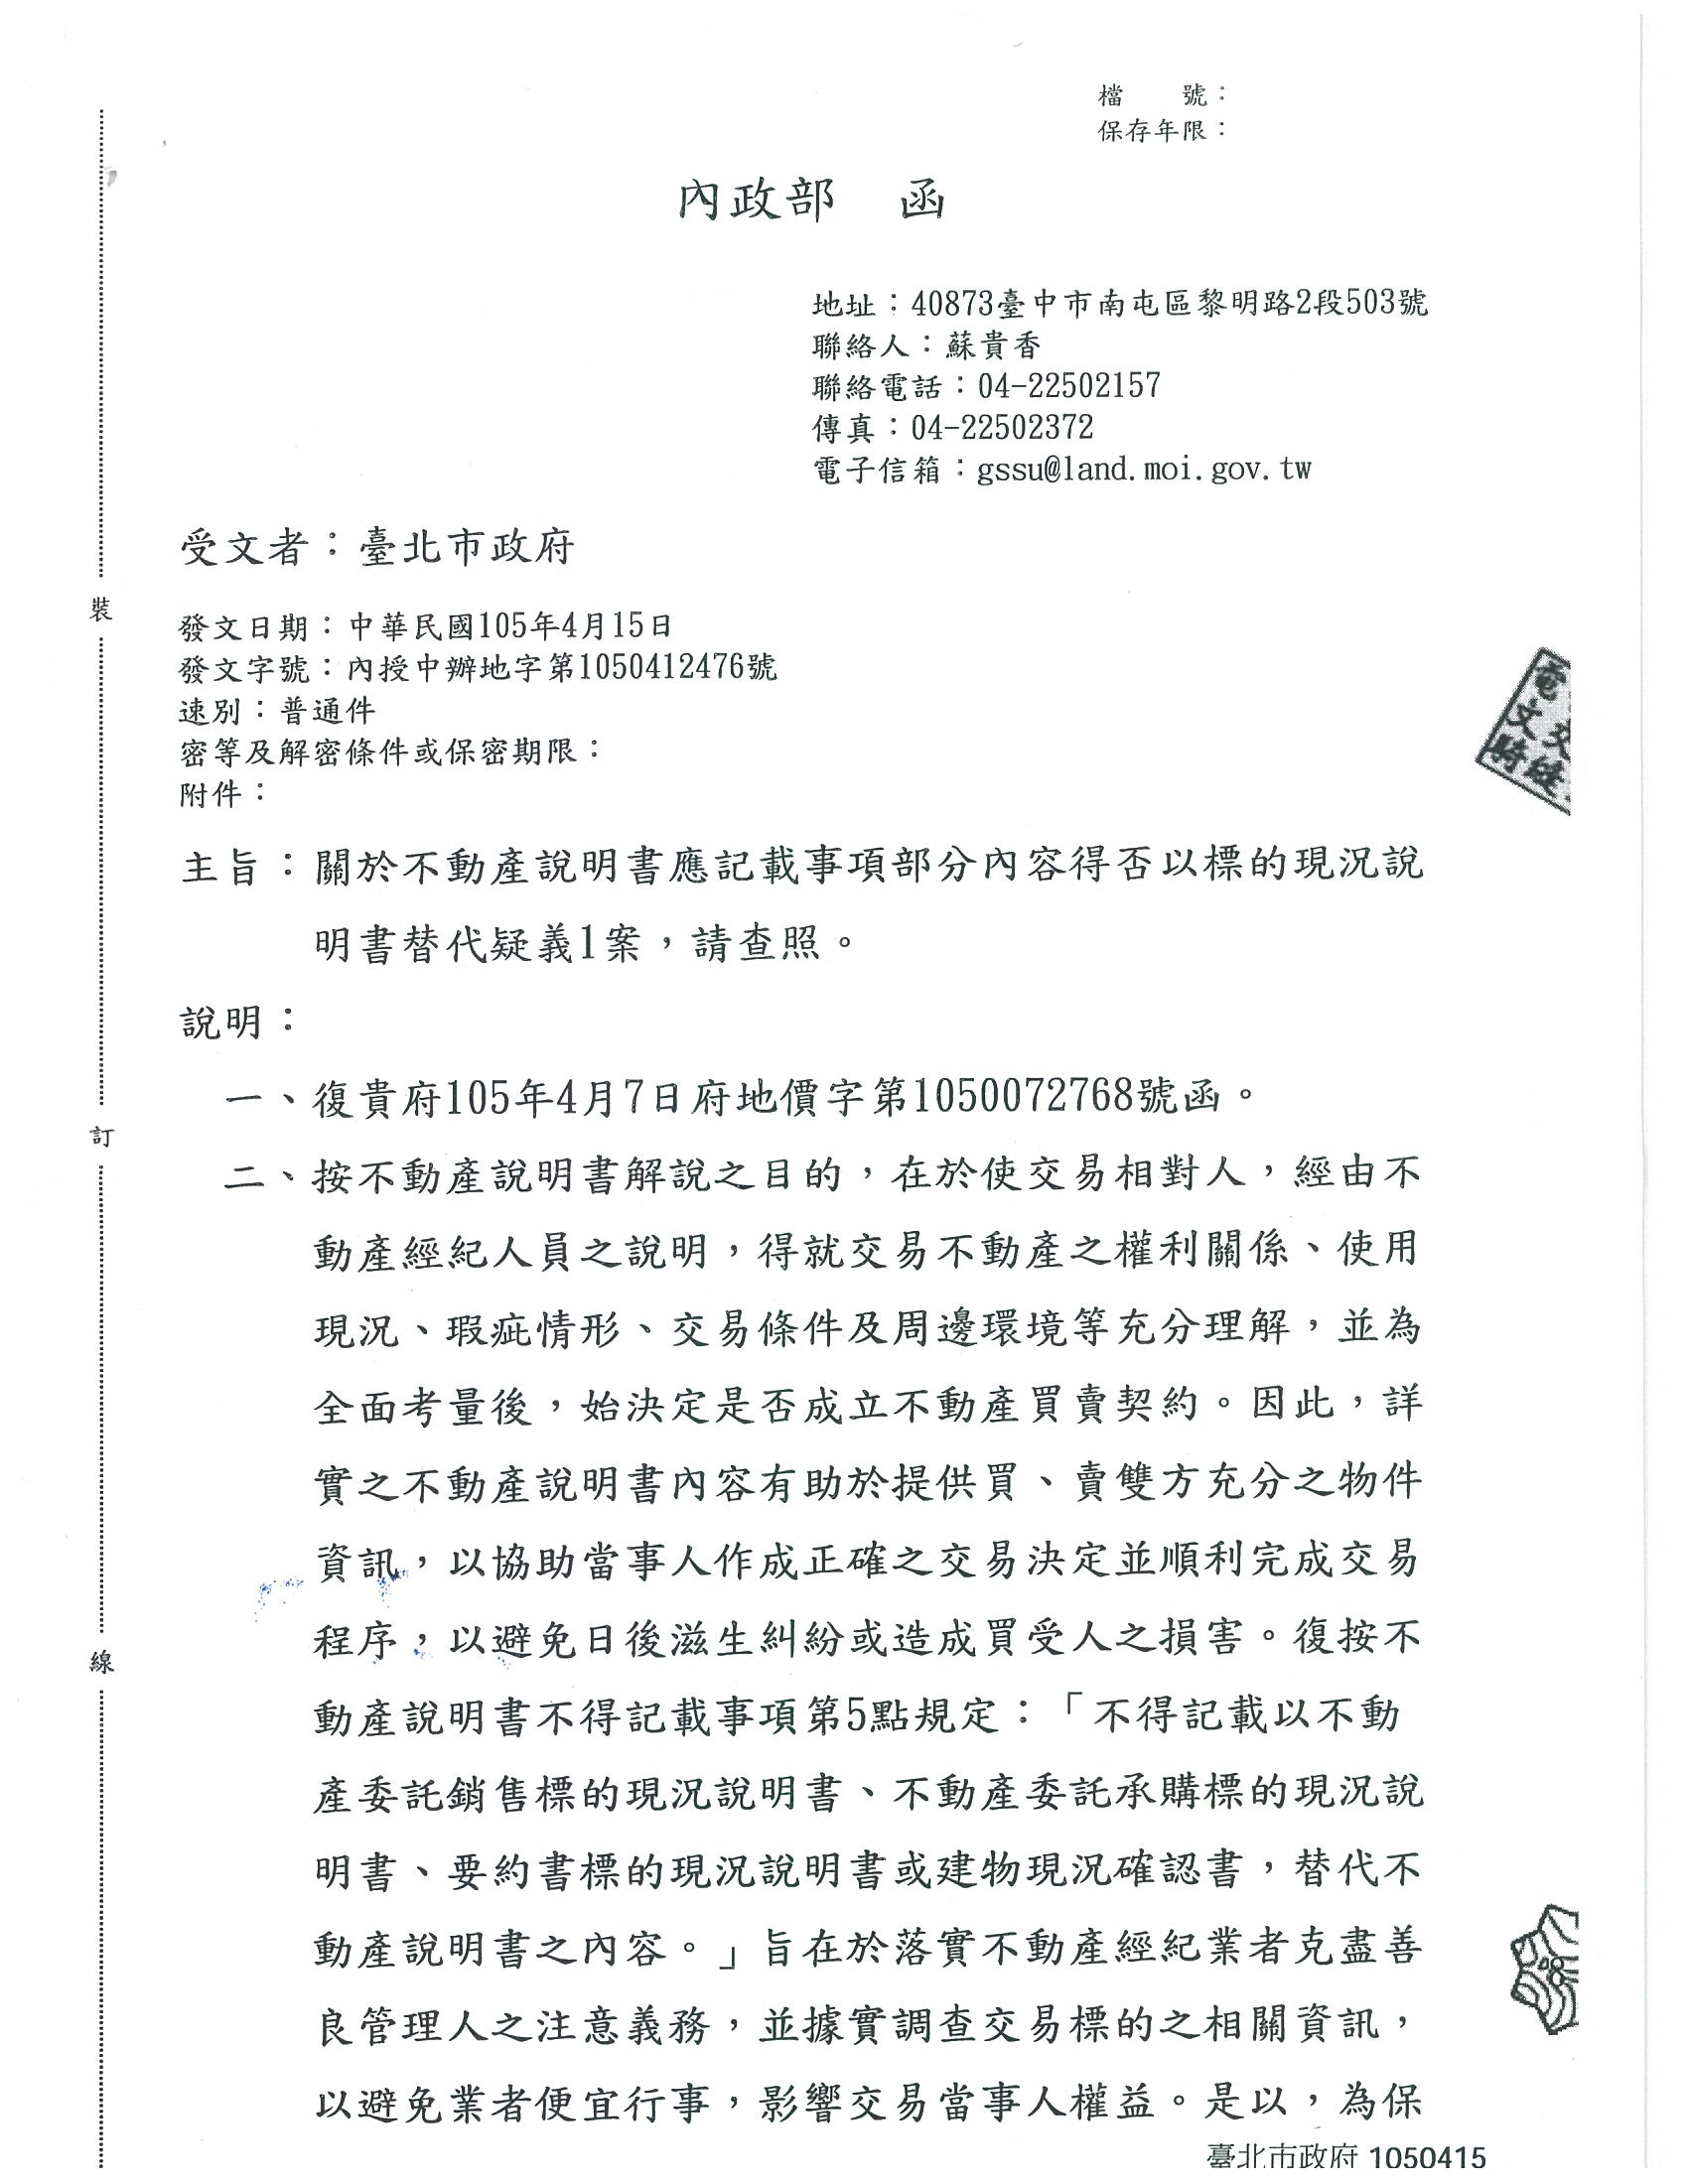 檔　　號：
保存年限：
內政部　函
地址：40873臺中市南屯區黎明路2段503號
聯絡人：蘇貴香
聯絡電話：04-22502157
傳真：04-22502372
電子信箱：gssu@land.moi.gov.tw
受文者：臺北市政府
發文日期：中華民國105年4月15日
發文字號：內授中辦地字第1050412476號
速別：普通件
密等及解密條件或保密期限：
附件：
主旨：關於不動產說明書應記載事項部分內容得否以標的現況說
明書替代疑義1案，請查照。
說明：
一、復貴府105年4月7日府地價字第1050072768號函。
二、按不動產說明書解說之目的，在於使交易相對人，經由不
動產經紀人員之說明，得就交易不動產之權利關係、使用
現況、瑕疵情形、交易條件及周邊環境等充分理解，並為
全面考量後，始決定是否成立不動產買賣契約。因此，詳
實之不動產說明書內容有助於提供買、賣雙方充分之物件
資訊，以協助當事人作成正確之交易決定並順利完成交易
程序，以避免日後滋生糾紛或造成買受人之損害。復按不
動產說明書不得記載事項第5點規定：「不得記載以不動
產委託銷售標的現況說明書、不動產委託承購標的現況說
明書、要約書標的現況說明書或建物現況確認書，替代不
動產說明書之內容。」旨在於落實不動產經紀業者克盡善
良管理人之注意義務，並據實調查交易標的之相關資訊，
以避免業者便宜行事，影響交易當事人權益。是以，為保
臺北市政府 1050415
裝
訂
線
電
文交
騎縫